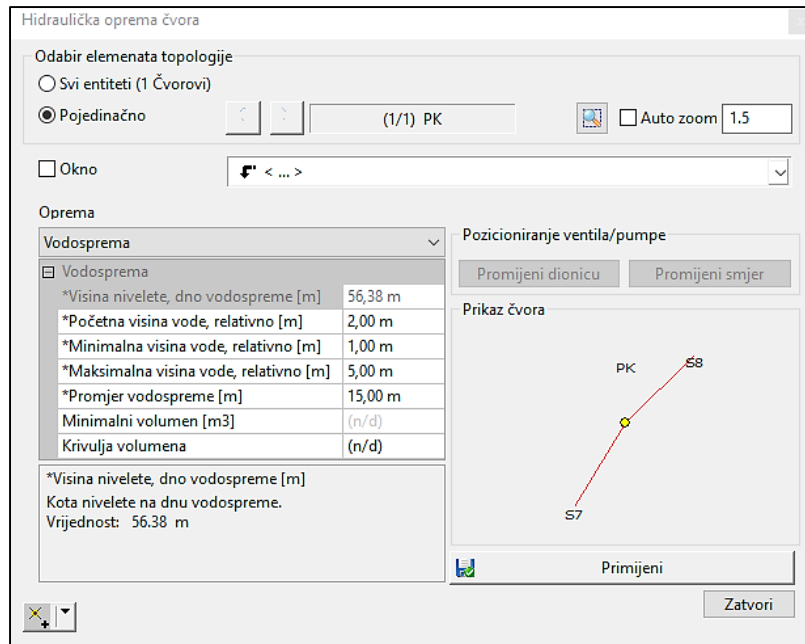 Hidraulička oprema čvora
Odabir elemenata topologije
Svi entiteti (1 Čvorovi)
Pojedinačno
(1/1) PK
Auto zoom
1.5
Okno
< ... >
Oprema
Vodosprema
Vodosprema
*Visina nivelete, dno vodospreme [m] 56,38 m
*Početna visina vode, relativno [m] 2,00 m
*Minimalna visina vode, relativno [m] 1,00 m
*Maksimalna visina vode, relativno [m] 5,00 m
*Promjer vodospreme [m] 15,00 m
Minimalni volumen [m3] (n/d)
Krivulja volumena (n/d)
*Visina nivelete, dno vodospreme [m]
Kota nivelete na dnu vodospreme.
Vrijednost: 56.38 m
Pozicioniranje ventila/pumpe
Promijeni dionicu
Promijeni smjer
Prikaz čvora
PK
S8
S7
Primijeni
Zatvori